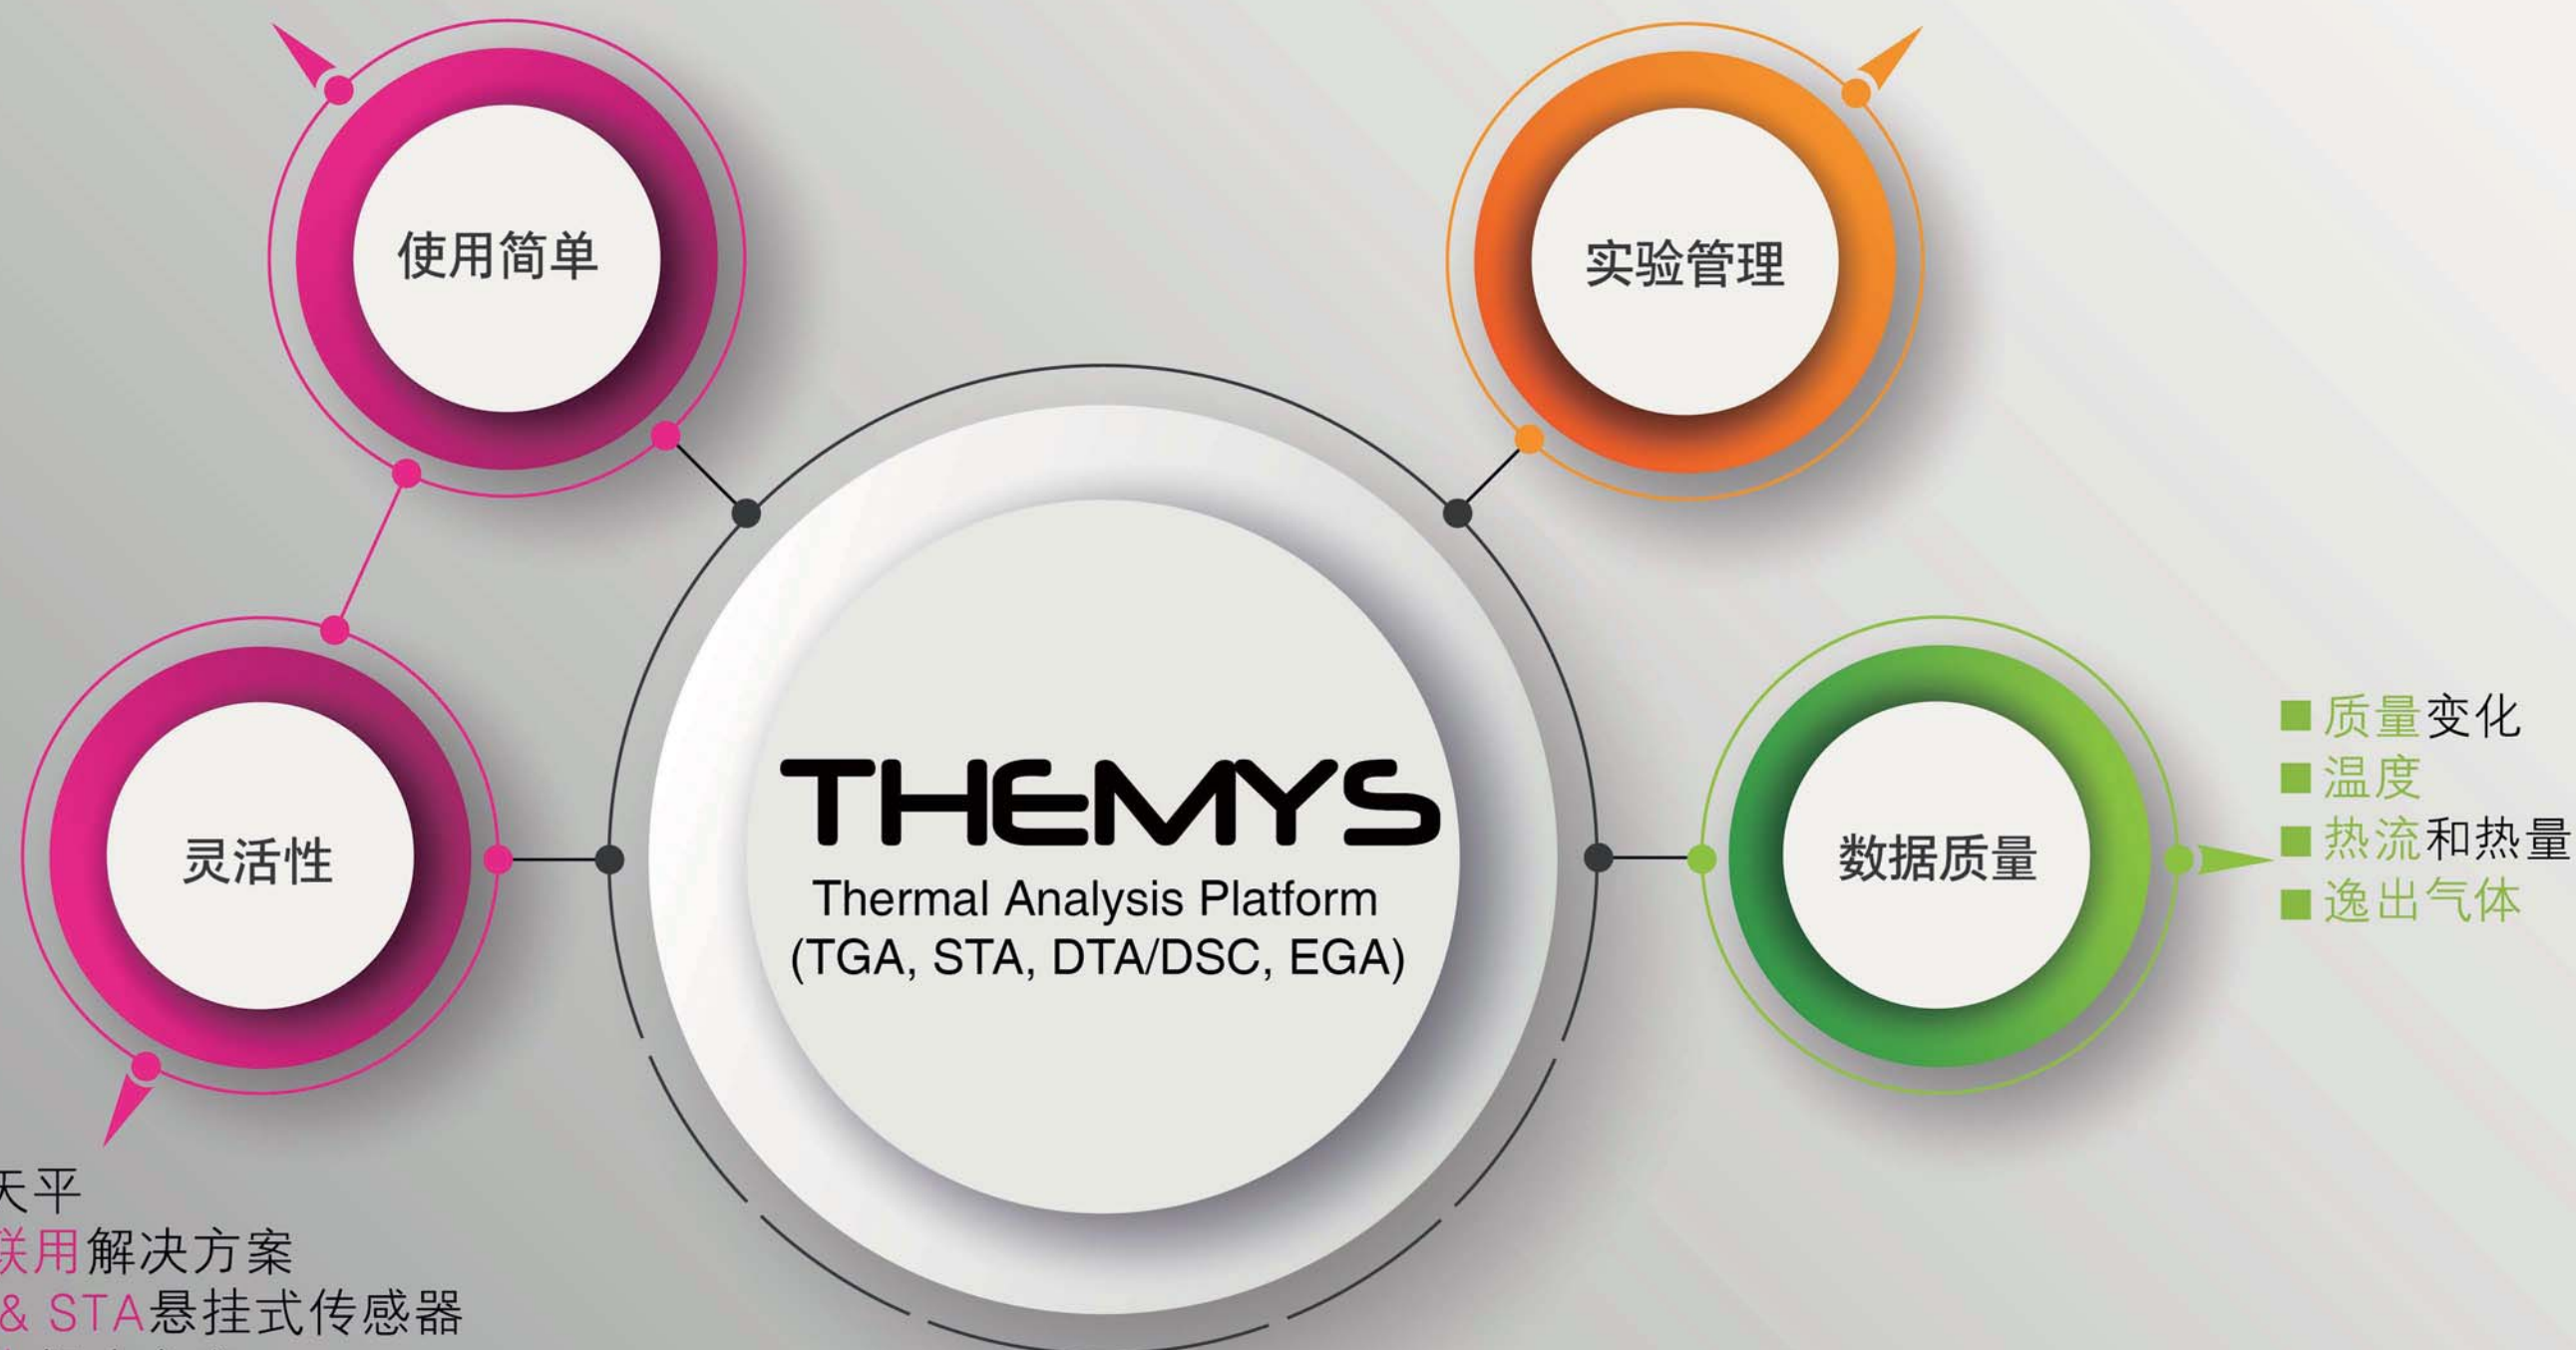 使用简单
实验管理
灵活性
THEMYS
Thermal Analysis Platform
(TGA, STA, DTA/DSC, EGA)
数据质量
■ 质量变化
■ 温度
■ 热流和热量
■ 逸出气体
天平
联用解决方案
& STA悬挂式传感器